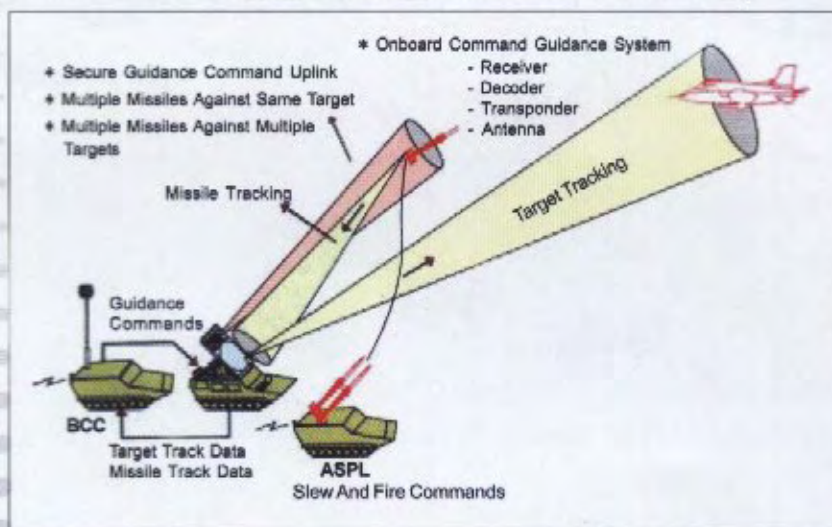 * Onboard Command Guidance System
- Receiver
- Decoder
- Transponder
- Antenna
* Secure Guidance Command Uplink
* Multiple Missiles Against Same Target
* Multiple Missiles Against Multiple
Targets
Missile Tracking
Target Tracking
Guidance
Commands
BCC
Target Track Data
Missile Track Data
ASPL
Slew And Fire Commands